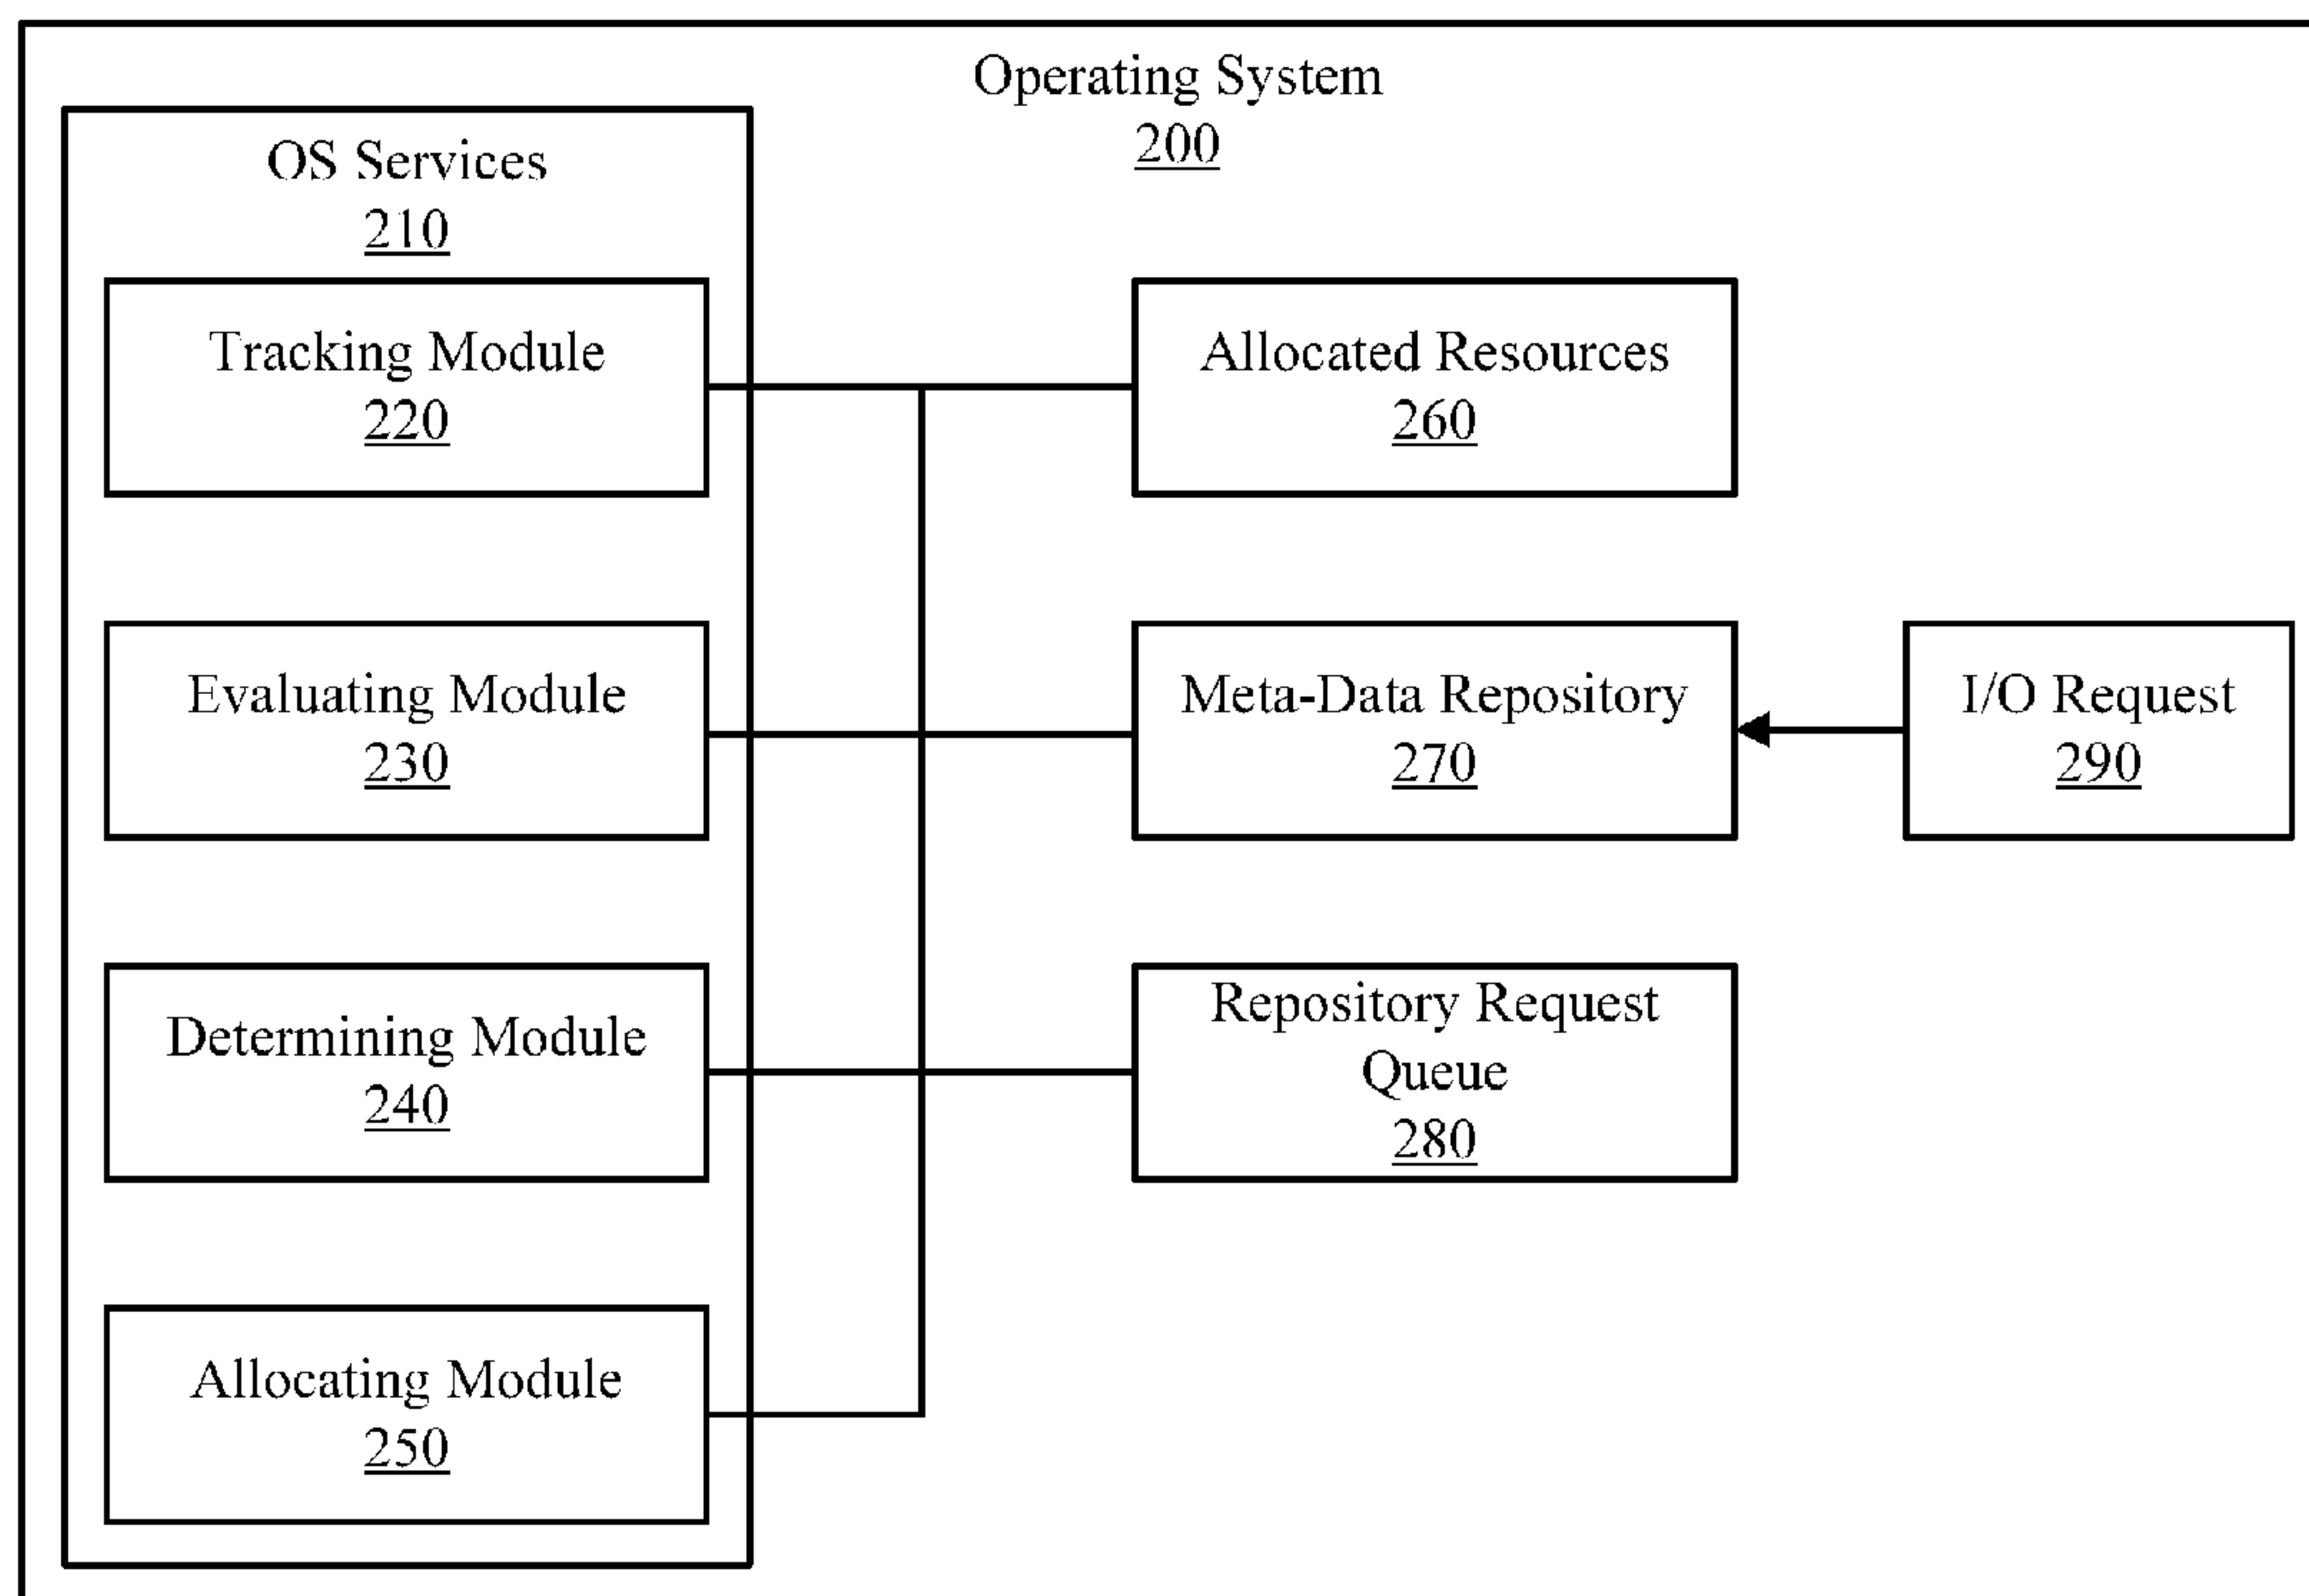 Operating System
200
OS Services
210
Tracking Module
220
Allocated Resources
260
Evaluating Module
230
Meta-Data Repository
270
I/O Request
290
Determining Module
240
Repository Request
Queue
280
Allocating Module
250